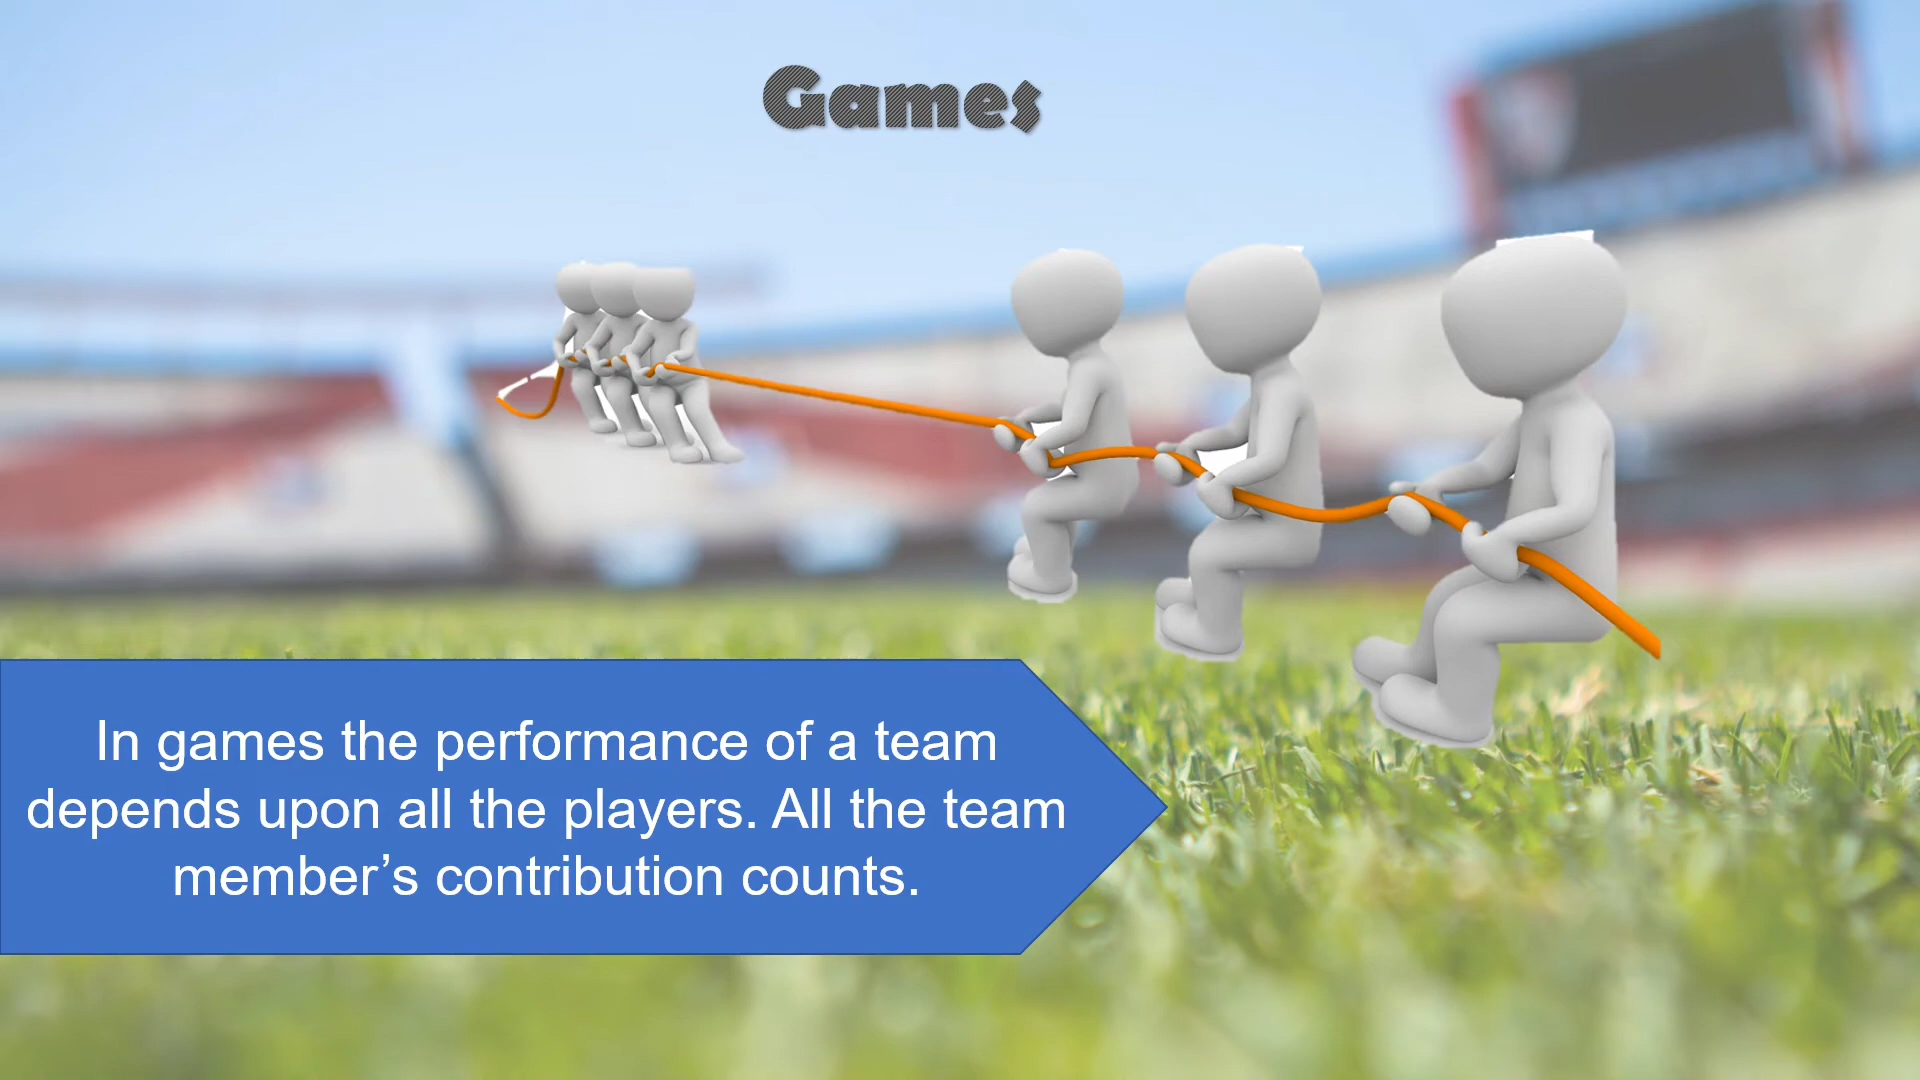 Games
In games the performance of a team
depends upon all the players. All the team
member’s contribution counts.